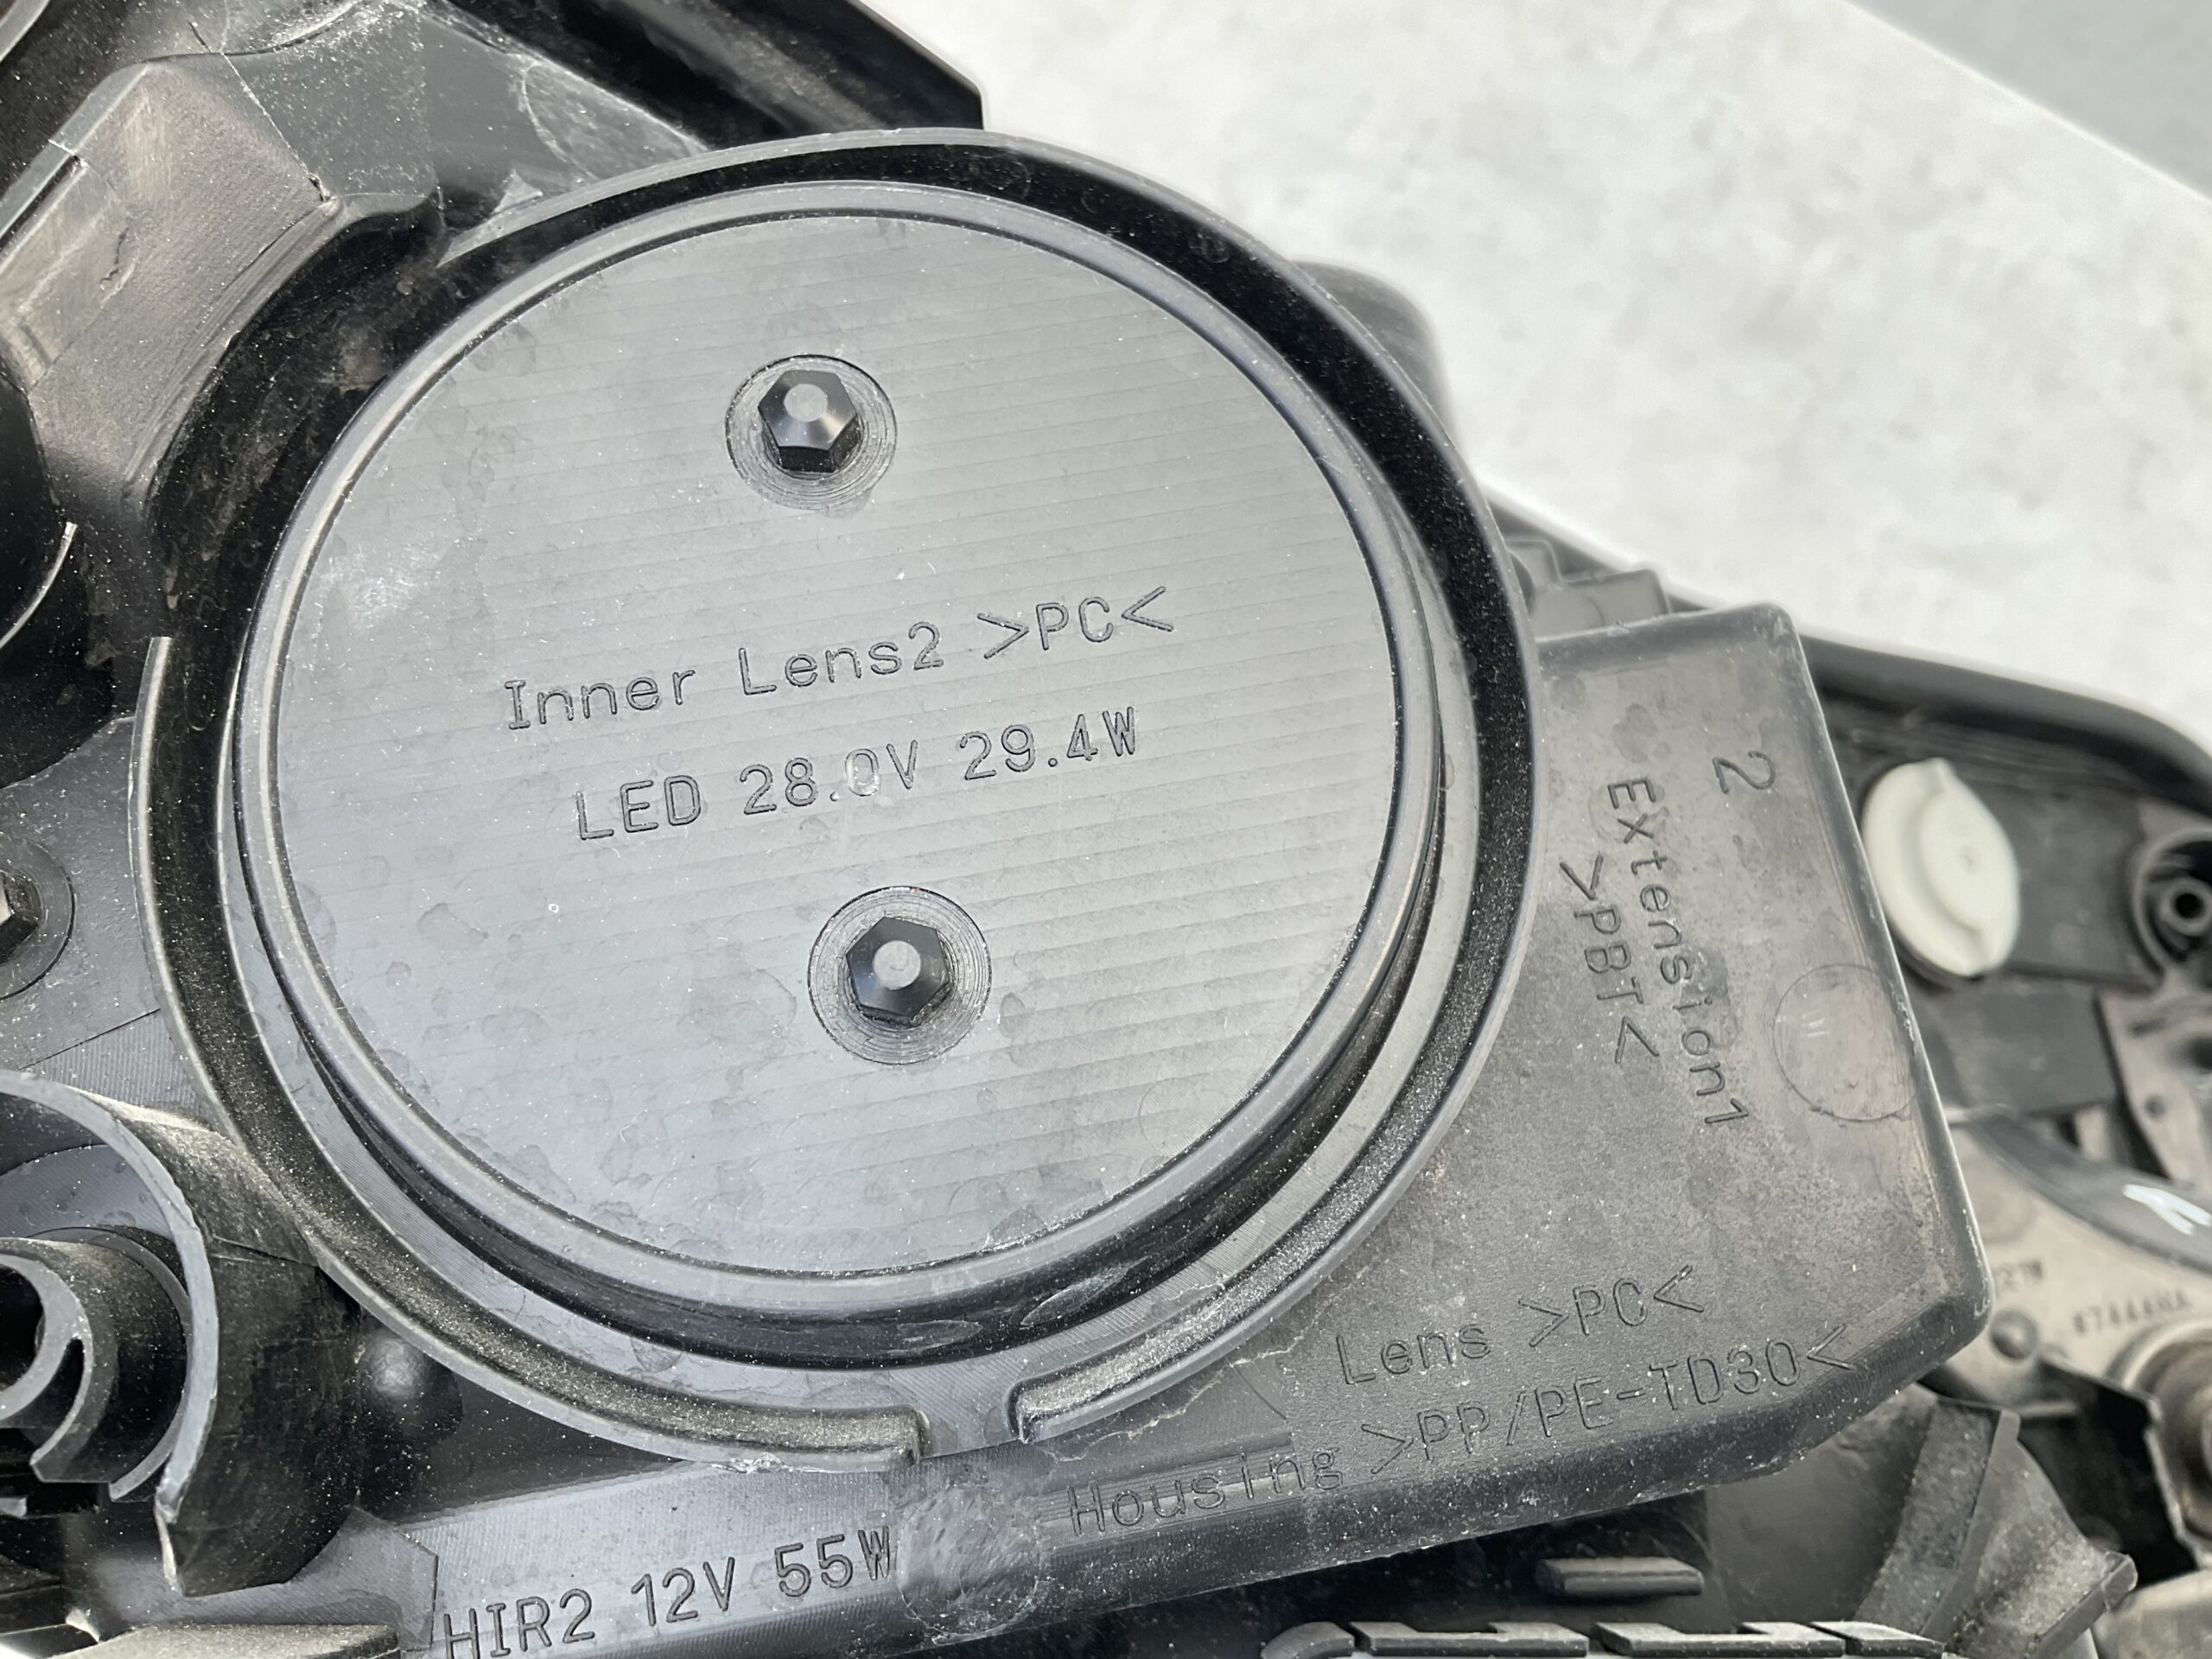 Inner Lens2 >PC<
LED 28.0V 29.4W
2
Extension1
>PBT<
Lens >PC<
Housing >PP/PE-TD30<
HIR2 12V 55W